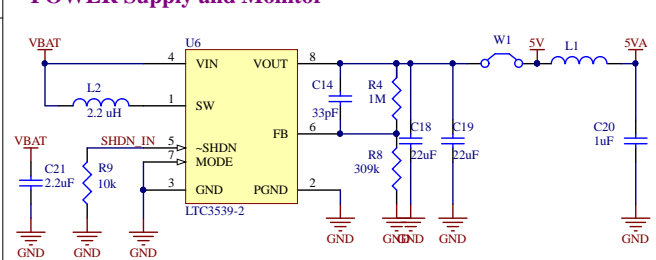 POWER Supply and Monitor
VBAT
U6
W1
5V
L1
5VA
4
VIN
VOUT
8
L2
2.2 uH
1
SW
C14
33pF
R4
1M
VBAT
SHDN_IN
5
~SHDN
FB
6
C18
22uF
C19
22uF
C20
1uF
7
MODE
C21
2.2uF
R9
10k
R8
309k
3
GND
PGND
2
LTC3539-2
GND
GND
GND
GND
GND
GND
GND
GND